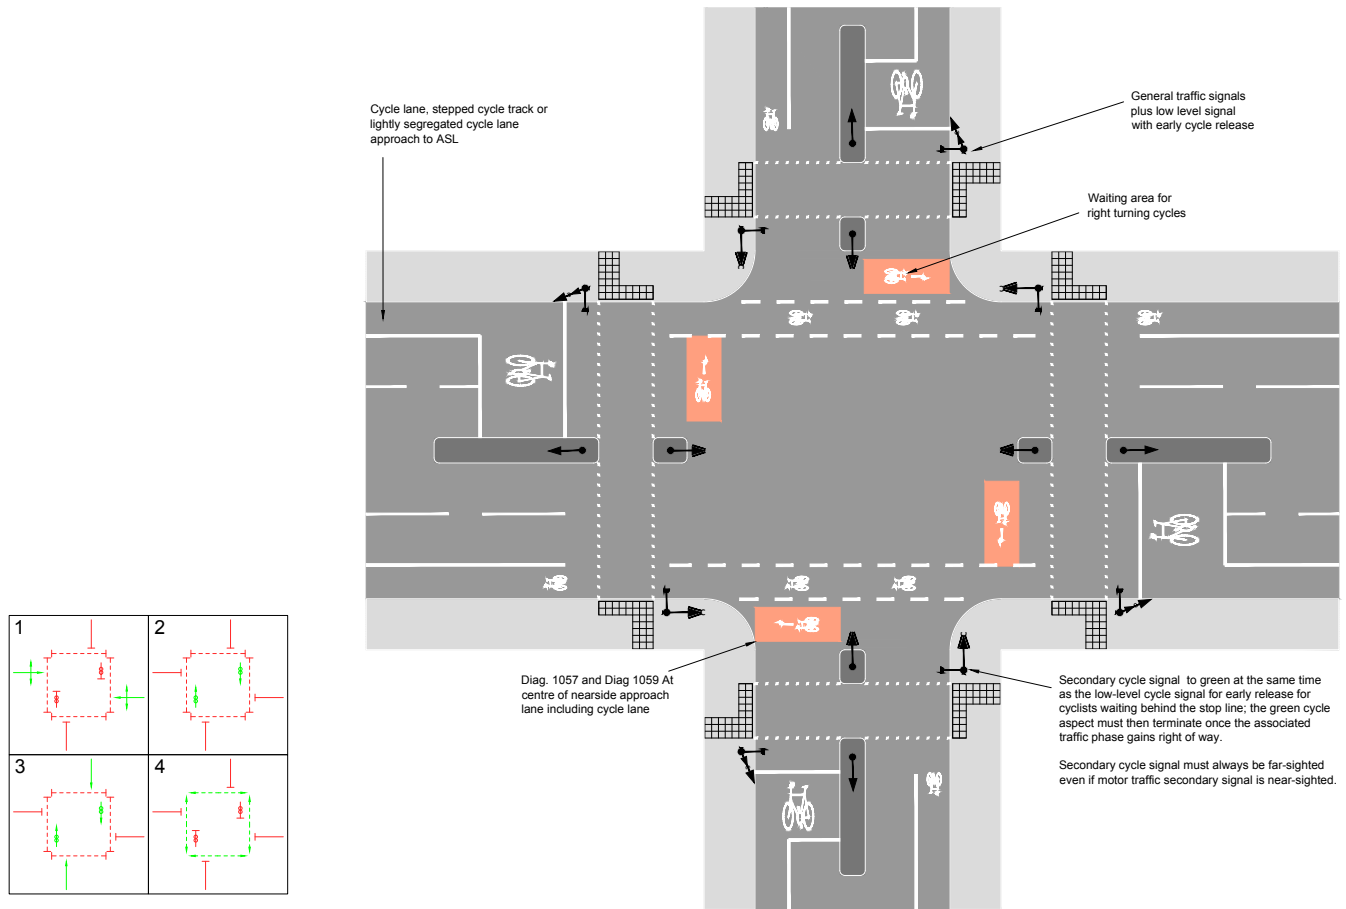 Cycle lane, stepped cycle track or
lightly segregated cycle lane
approach to ASL
General traffic signals
plus low level signal
with early cycle release
Waiting area for
right turning cycles
Diag. 1057 and Diag 1059 At
centre of nearside approach
lane including cycle lane
Secondary cycle signal to green at the same time
as the low-level cycle signal for early release for
cyclists waiting behind the stop line; the green cycle
aspect must then terminate once the associated
traffic phase gains right of way.
Secondary cycle signal must always be far-sighted
even if motor traffic secondary signal is near-sighted.
1
2
3
4